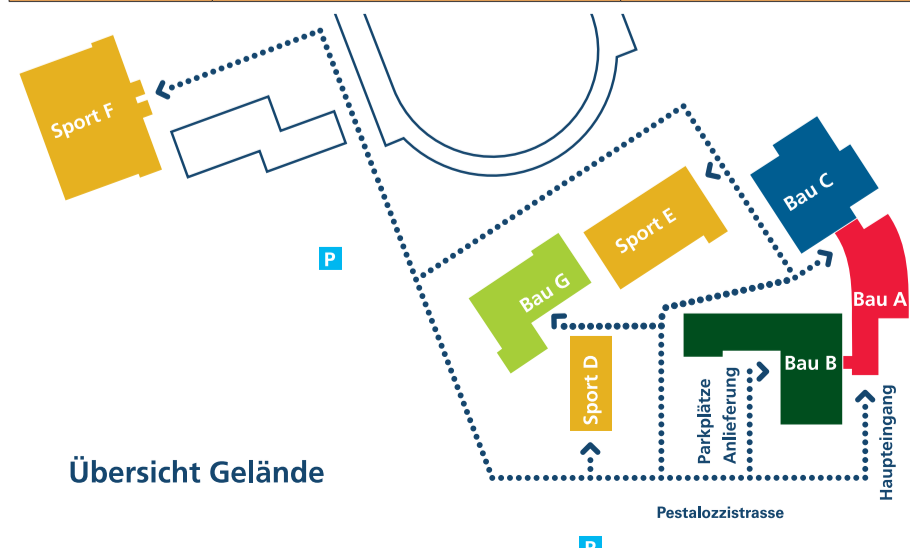 Sport F
Bau C
Sport E
P
Bau G
Bau A
Bau B
Sport D
Parkplätze
Anlieferung
Haupteingang
Übersicht Gelände
Pestalozzistrasse
P